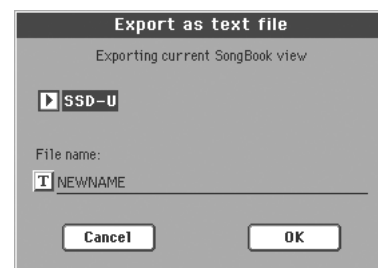 Export as text file
Exporting current SongBook view
SSD-U
File name:
T NEWNAME
Cancel OK